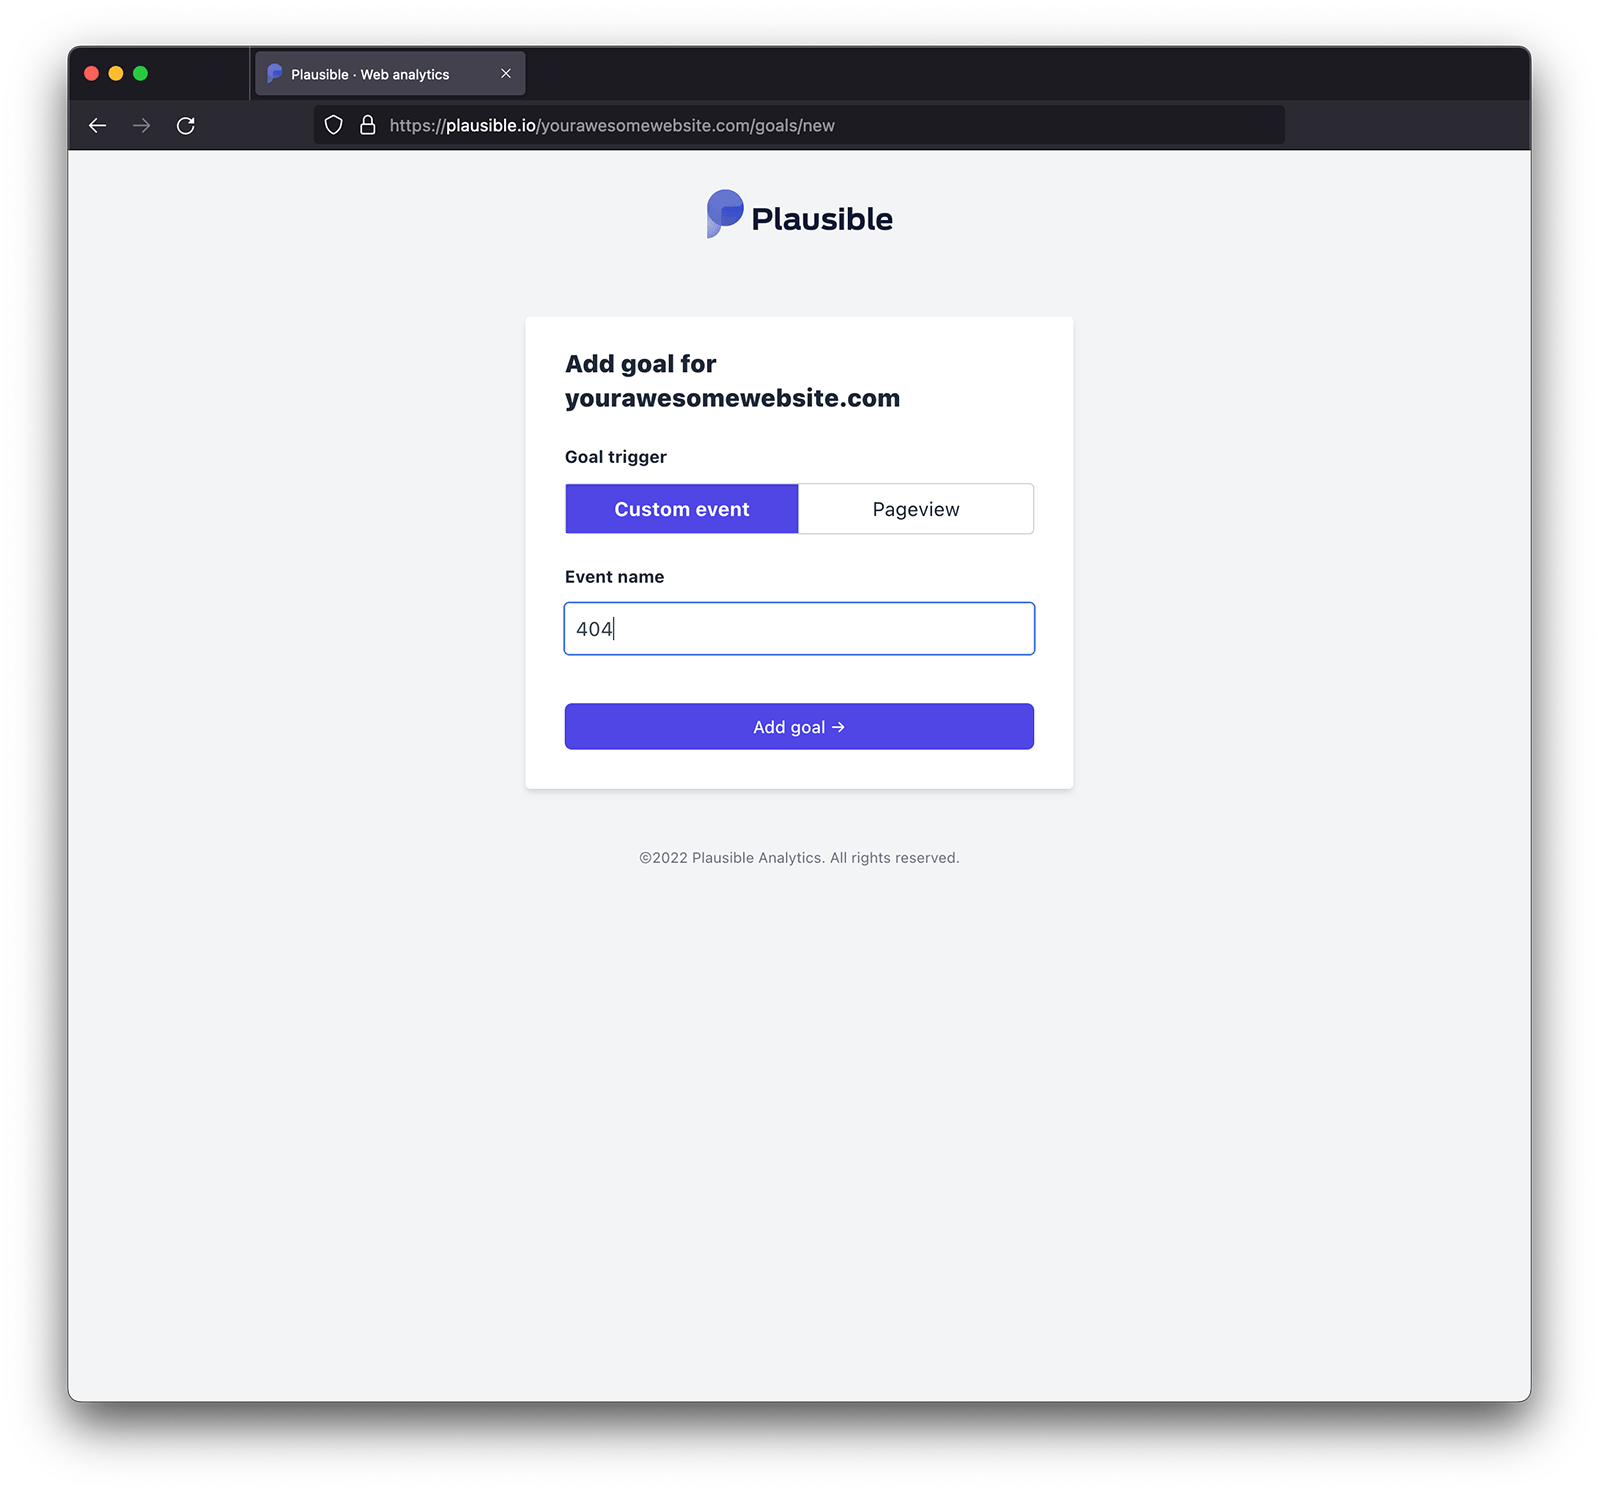 Plausible · Web analytics
https://plausible.io/yourawesomewebsite.com/goals/new
Plausible
Add goal for
yourawesomewebsite.com
Goal trigger
Custom event
Pageview
Event name
404
Add goal →
©2022 Plausible Analytics. All rights reserved.